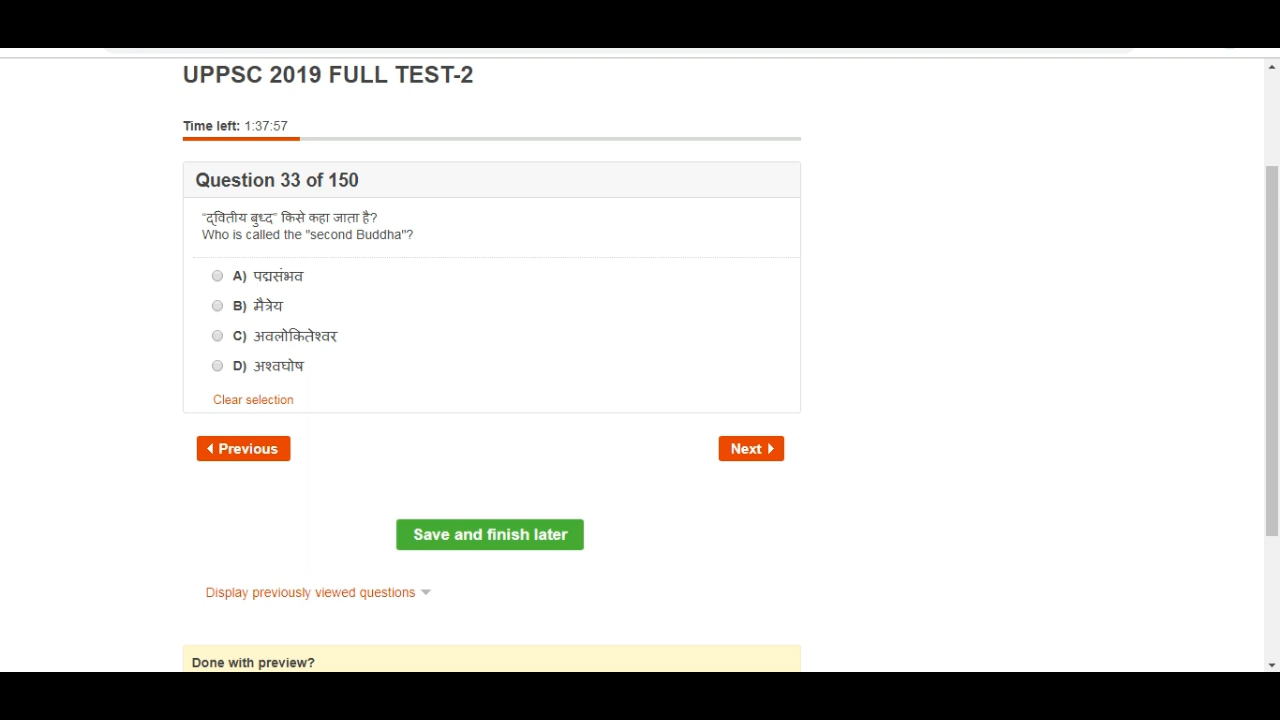 UPPSC 2019 FULL TEST-2
Time left: 1:37:57
Question 33 of 150
“द्वितीय बुध्द” किसे कहा जाता है?
Who is called the "second Buddha"?
A) पद्मसंभव
B) मैत्रेय
C) अवलोकितेश्वर
D) अश्वघोष
Clear selection
Previous
Next
Save and finish later
Display previously viewed questions
Done with preview?